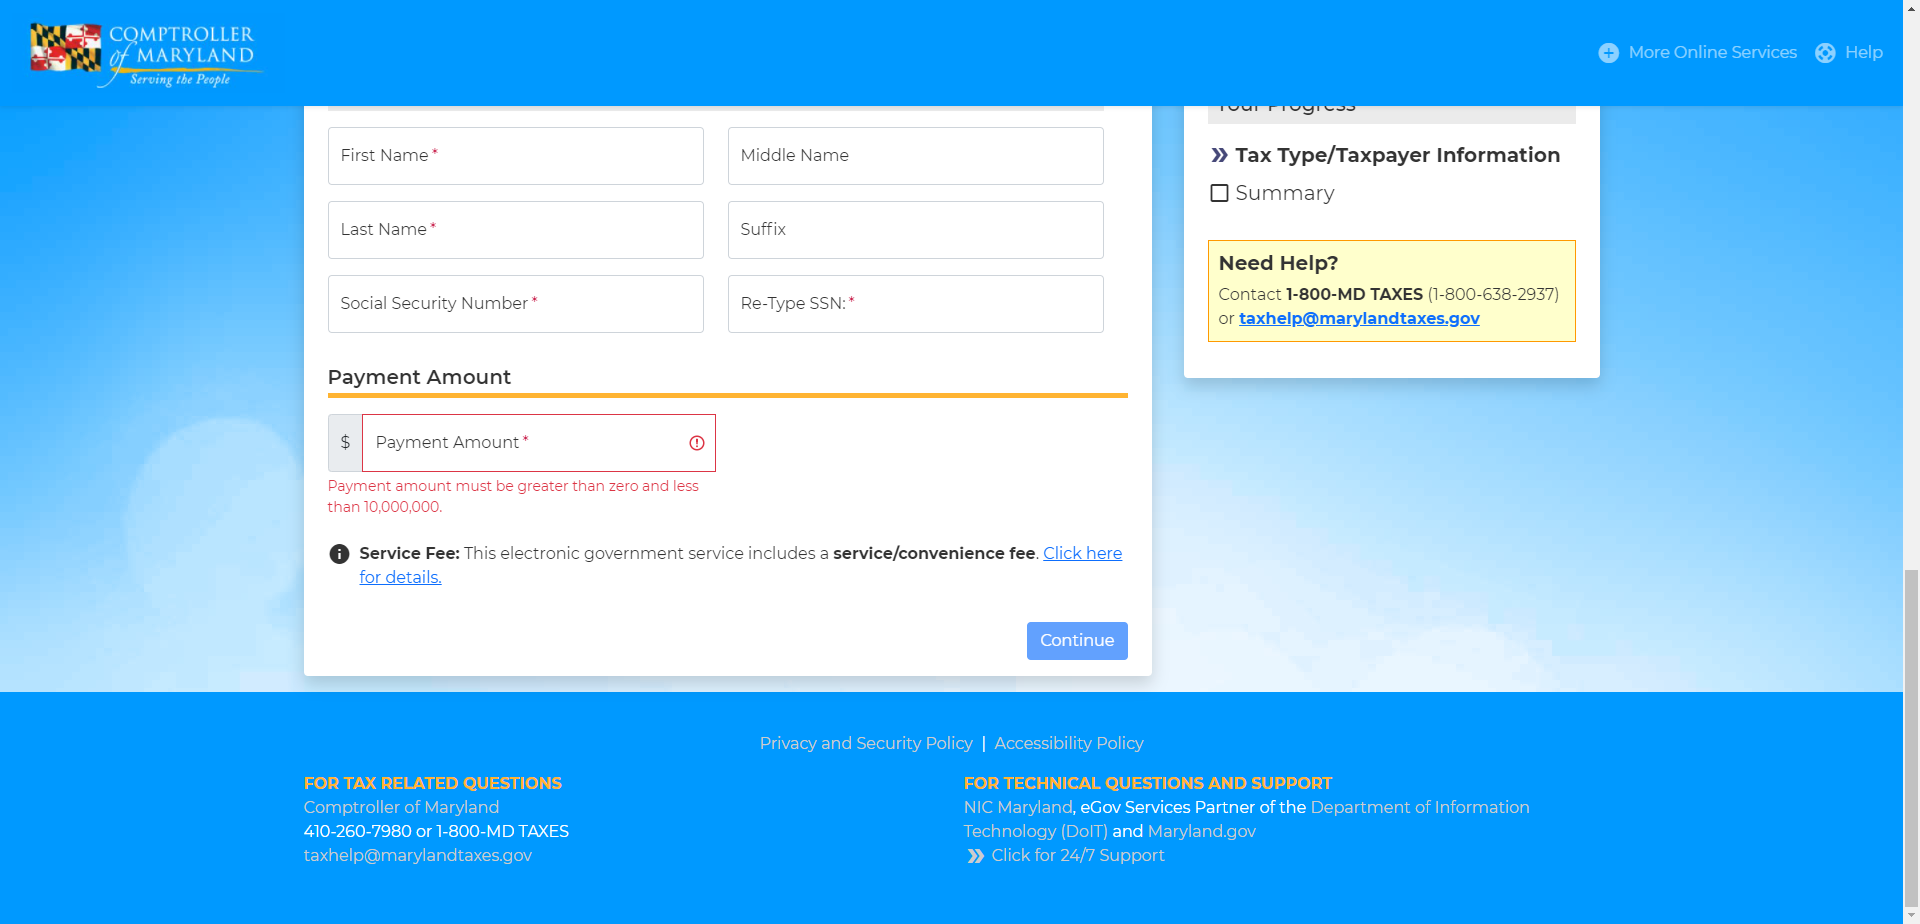 COMPTROLLER
of MARYLAND
Serving the People
More Online Services
Help
Your Progress
First Name *
Middle Name
Tax Type/Taxpayer Information
Summary
Last Name *
Suffix
Need Help?
Contact 1-800-MD TAXES (1-800-638-2937)
or taxhelp@marylandtaxes.gov
Social Security Number *
Re-Type SSN: *
Payment Amount
$ Payment Amount *
Payment amount must be greater than zero and less
than 10,000,000.
Service Fee: This electronic government service includes a service/convenience fee. Click here
for details.
Continue
Privacy and Security Policy | Accessibility Policy
FOR TAX RELATED QUESTIONS
Comptroller of Maryland
410-260-7980 or 1-800-MD TAXES
taxhelp@marylandtaxes.gov
FOR TECHNICAL QUESTIONS AND SUPPORT
NIC Maryland, eGov Services Partner of the Department of Information
Technology (DoIT) and Maryland.gov
Click for 24/7 Support